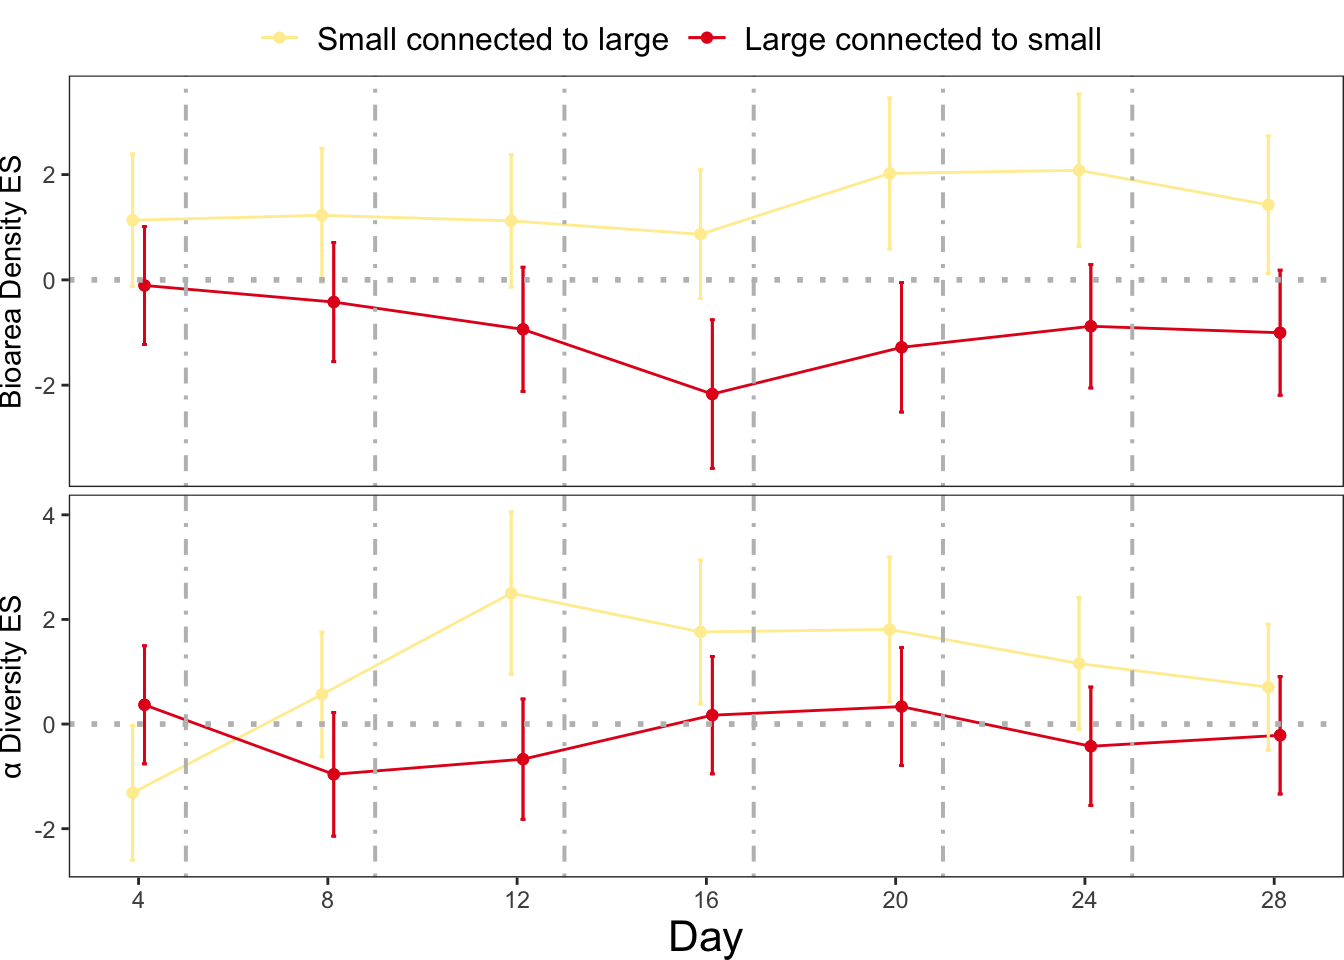 Small connected to large Large connected to small
Bioarea Density ES
2
0
-2
α Diversity ES
4
2
0
-2
4 8 12 16 20 24 28
Day